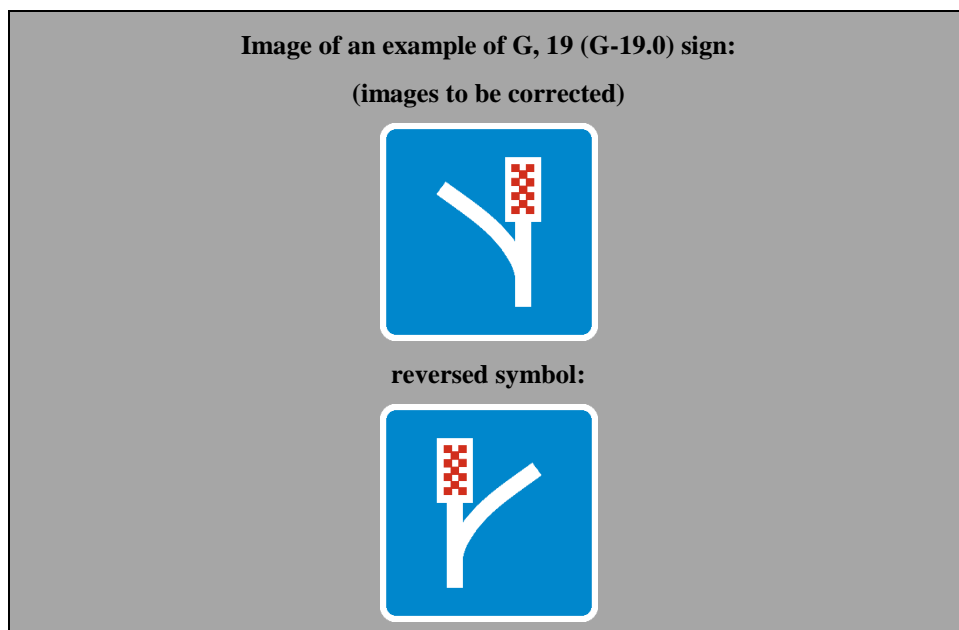 Image of an example of G, 19 (G-19.0) sign:
(images to be corrected)
reversed symbol: